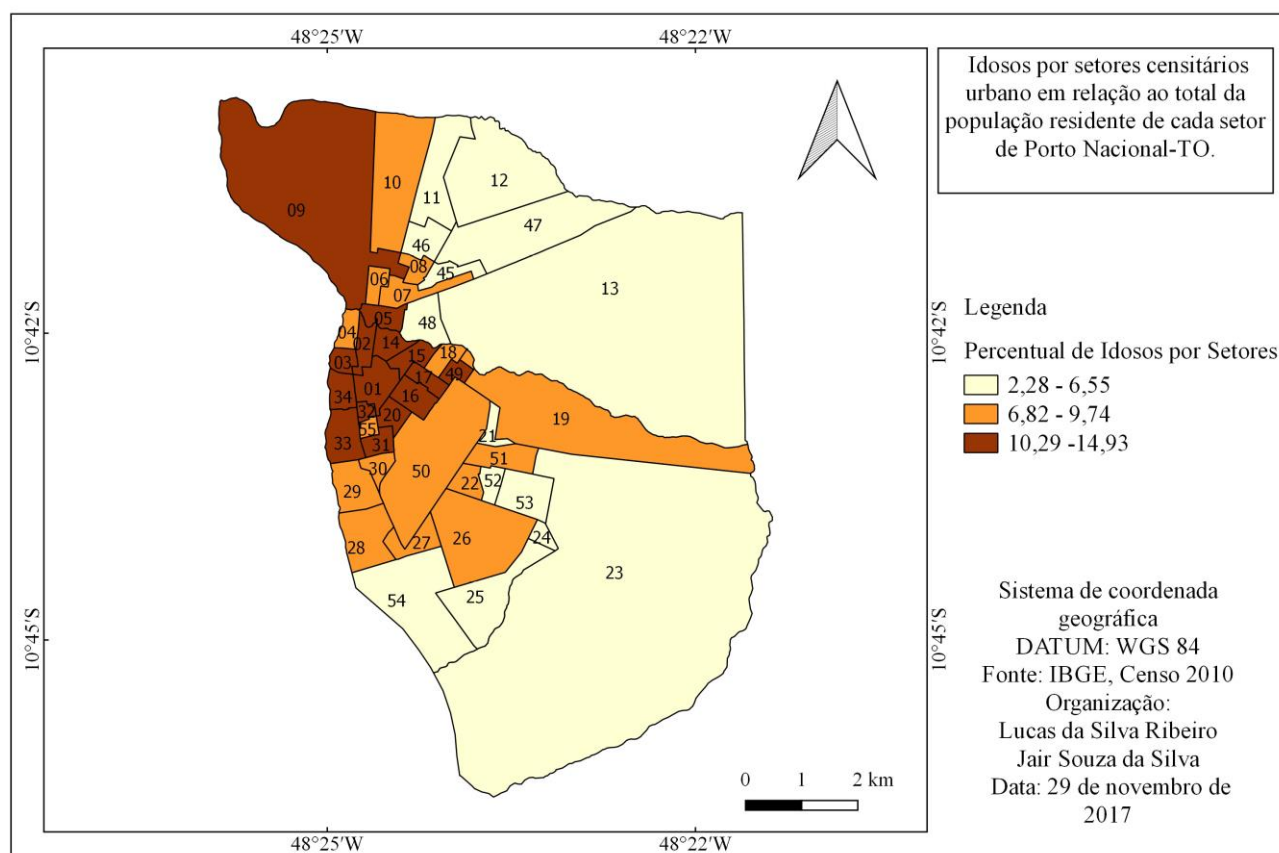 48°25'W 48°22'W
Idosos por setores censitários
urbano em relação ao total da
população residente de cada setor
de Porto Nacional-TO.
10
12
11
09
47
46
08
45
06
07
13
10°42'S
10°42'S
05
48
04
02
14
18
15
03
17
49
01
34
16
19
32
20
55
21
33
31
51
30
50
22
52
29
53
26
24
28
27
23
54
25
Legenda
Percentual de Idosos por Setores
2,28 - 6,55
6,82 - 9,74
10,29 -14,93
10°45'S
10°45'S
Sistema de coordenada
geográfica
DATUM: WGS 84
Fonte: IBGE, Censo 2010
Organização:
Lucas da Silva Ribeiro
Jair Souza da Silva
Data: 29 de novembro de
2017
0 1 2 km
48°25'W 48°22'W